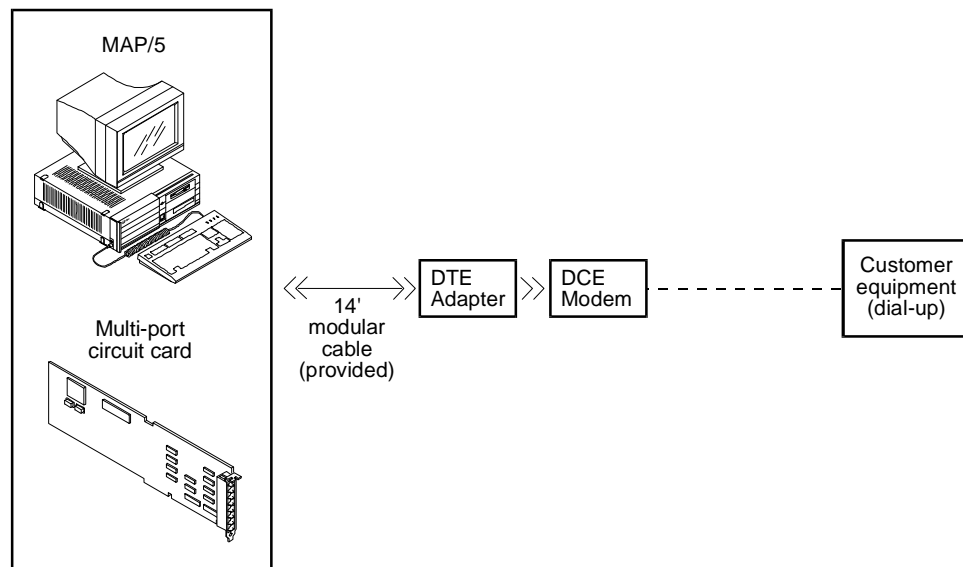 MAP/5
Multi-port
circuit card
14'
modular
cable
(provided)
DTE
Adapter
DCE
Modem
Customer
equipment
(dial-up)